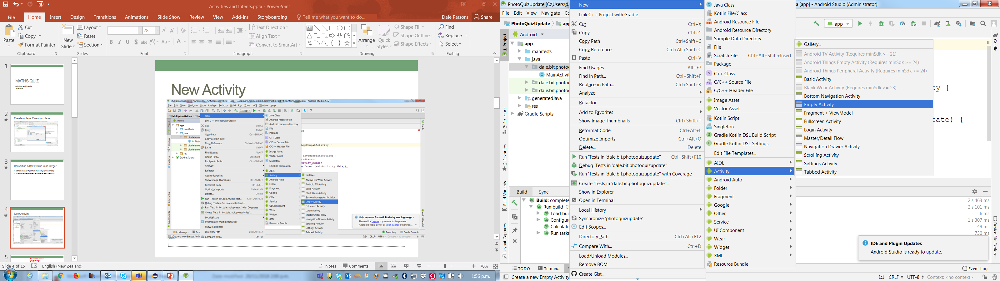 Activities and Intents.pptx - PowerPoint
File Home Insert Design Transitions Animations Slide Show Review View Add-Ins Storyboarding Tell me what you want to do... Dale Parsons Share
Paste
Cut
Copy
Format Painter
Clipboard
New Slide
Layout
Reset
Section
Slides
28
Font
Text Direction
Align Text
Convert to SmartArt
Paragraph
Arrange
Quick Styles
Shape Fill
Shape Outline
Shape Effects
Drawing
Find
Replace
Select
Editing
1
MATHS QUIZ
Activities and Intents
JavaDocs
2
Create a Java Question class
3
Convert an editText value to an integer
4
New Activity
5
New Activity
Multipleactivities - [F:\Android2017\Multipleactivities] - [app] - ...\app\src\main\java\bit\dale\multipleactivities\MainActivity.java - Android Studio 2.3.2
File Edit View Navigate Code Analyze Refactor Build Run Tools VCS Window Help
Multipleactivities
Android
app
manifests
java
bit.dale.mul
Main
bit.dale.mul
bit.dale.mul
res
Gradle Scripts
New
Link C++ Project with Gradle
Cut Ctrl+X
Copy Ctrl+C
Copy Path Ctrl+Shift+C
Copy as Plain Text
Copy Reference Ctrl+Alt+Shift+C
Paste Ctrl+V
Find Usages Alt+F7
Find in Path... Ctrl+Shift+F
Replace in Path... Ctrl+Shift+R
Analyze
Refactor
Add to Favorites
Show Image Thumbnails Ctrl+Shift+T
Reformat Code Ctrl+Alt+L
Optimize Imports Ctrl+Alt+O
Delete... Delete
Run 'Tests in 'bit.dale.multipleact...' Ctrl+Shift+F10
Debug 'Tests in 'bit.dale.multipleact...'
Run 'Tests in 'bit.dale.multipleact...' with Coverage
Create 'Tests in 'bit.dale.multipleactivities''...
Local History
Synchronize 'multipleactivities'
Show in Explorer
Directory Path Ctrl+Alt+F12
Compare With... Ctrl+D
Java Class
Android resource file
Android resource directory
File
Package
C++ Class
C/C++ Source File
C/C++ Header File
Image Asset
Vector Asset
Singleton
Edit File Templates...
AIDL
Activity
Android Auto
Folder
Fragment
Google
Other
Service
UI Component
Wear
Widget
XML
Resource Bundle
Gallery...
Always On Wear Activity
Android TV Activity
Basic Activity
Blank Wear Activity
Bottom Navigation Activity
Empty Activity
Fullscreen Activity
Login Activity
Master/Detail Flow
Navigation Drawer Activity
Scrolling Activity
Settings Activity
Tabbed Activity
AppCompatActivity {
savedInstanceState) {
ceState);
tivity_main);
w Intent(MainActivity.this,)
Help improve Android Studio by sending usage s
Please click I agree if you want to help make
Android Studio better or I don't agree otherwise...
0: Messages Event Log Gradle Console
Create a new Empty Activ 7:54 CRLF UTF-8 Context: <no context>
Slide 4 of 15 English (New Zealand) Notes Comments 70%
1:56 p.m.
PhotoQuizUpdate [C:\Users\da
a [app] - Android Studio (Administrator)
File Edit View Navigate Co
PhotoQuizUpdate ap
app
1: Project
7: Structure
2: Favorites
Build Variants
Layout Captures
Android
app
manifests
java
dale.bit.photoc
MainActivit
dale.bit.photoc
dale.bit.photoc
generatedJava
res
Gradle Scripts
New
Link C++ Project with Gradle
Cut Ctrl+X
Copy Ctrl+C
Copy Path Ctrl+Shift+C
Copy Reference Ctrl+Alt+Shift+C
Paste Ctrl+V
Find Usages Alt+F7
Find in Path... Ctrl+Shift+F
Replace in Path... Ctrl+Shift+R
Analyze
Refactor
Add to Favorites
Show Image Thumbnails Ctrl+Shift+T
Reformat Code Ctrl+Alt+L
Optimize Imports Ctrl+Alt+O
Delete... Delete
Run 'Tests in 'dale.bit.photoquizupdate'' Ctrl+Shift+F10
Debug 'Tests in 'dale.bit.photoquizupdate''
Run 'Tests in 'dale.bit.photoquizupdate'' with Coverage
Create 'Tests in 'dale.bit.photoquizupdate''...
Show in Explorer
Open in Terminal
Local History
Synchronize 'photoquizupdate'
Edit Scopes...
Directory Path Ctrl+Alt+F12
Compare With... Ctrl+D
Load/Unload Modules...
Remove BOM
Create Gist...
Java Class
Kotlin File/Class
Android Resource File
Android Resource Directory
Sample Data Directory
File
Scratch File Ctrl+Alt+Shift+Insert
Package
C++ Class
C/C++ Source File
C/C++ Header File
Image Asset
Vector Asset
Kotlin Script
Singleton
Gradle Kotlin DSL Build Script
Gradle Kotlin DSL Settings
Edit File Templates...
AIDL
Activity
Android Auto
Folder
Fragment
Google
Other
Service
UI Component
Wear
Widget
XML
Resource Bundle
Gallery...
Android TV Activity (Requires minSdk >= 21)
Android Things Empty Activity (Requires minSdk >= 24)
Android Things Peripheral Activity (Requires minSdk >= 24)
Basic Activity
Blank Wear Activity (Requires minSdk >= 23)
Bottom Navigation Activity
Empty Activity
Fragment + ViewModel
Fullscreen Activity
Login Activity
Master/Detail Flow
Navigation Drawer Activity
Scrolling Activity
Settings Activity
Tabbed Activity
ty {
tate) {
Gradle
Device File Explorer
Build Sync
Build: complete
Run build C:
Load buil
Configure
Calculate
Run tasks
2 s 463 ms
2 s 101 ms
6 ms
1 s 307 ms
49 ms
730 ms
IDE and Plugin Updates
Android Studio is ready to update.
TODO Terminal Event Log
Create a new Empty Activity 1:1 CRLF UTF-8 Context: <no context>